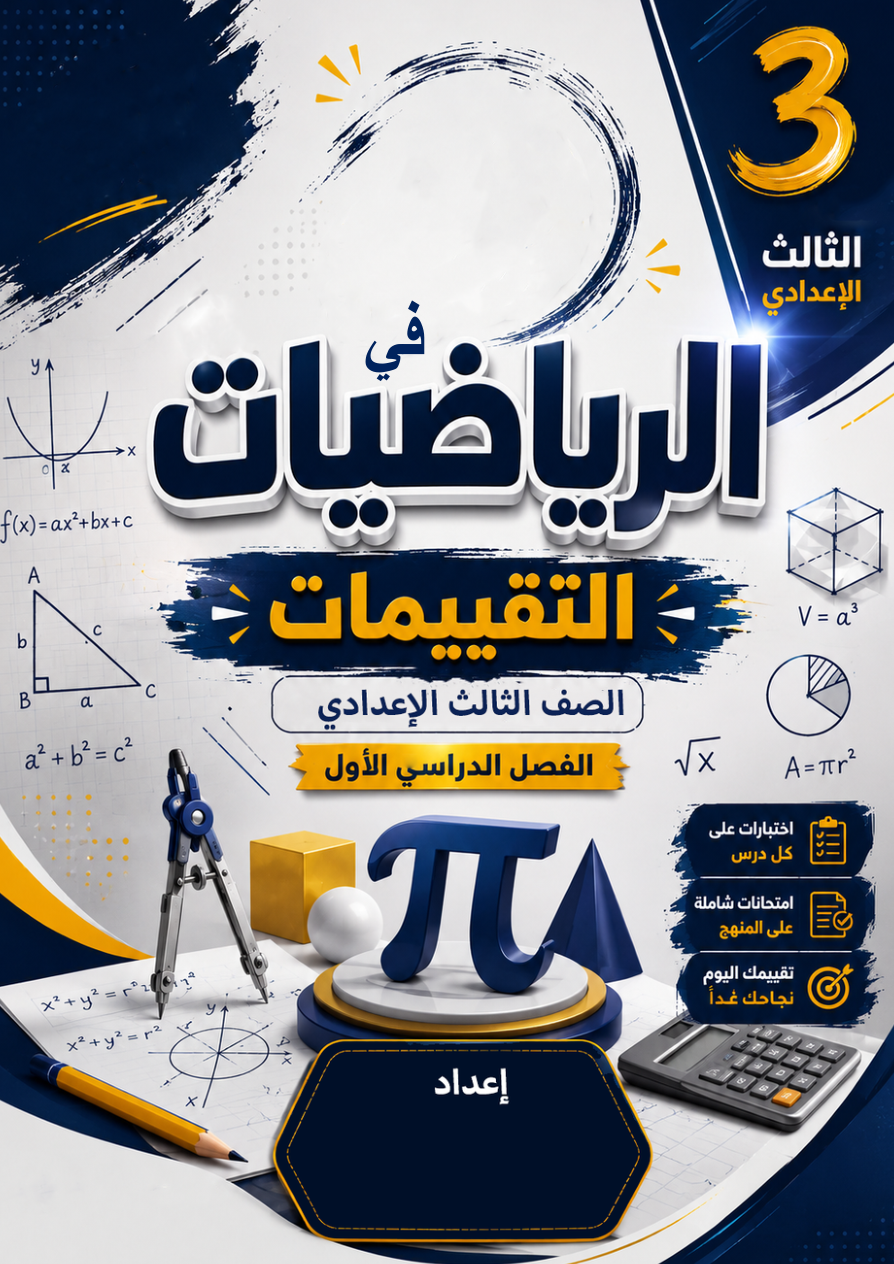 3
الثالث
الإعدادي
في
الرياضيات
التقييمات
الصف الثالث الإعدادي
الفصل الدراسي الأول
y
x
0
x
f(x)=ax²+bx+c
A
b
c
B
a
C
a² + b² = c²
V = a³
√x
A=πr²
اختبارات على
كل درس
امتحانات شاملة
على المنهج
تقييمك اليوم
نجاحك غداً
π
x² + y² = r²
y
x
إعداد